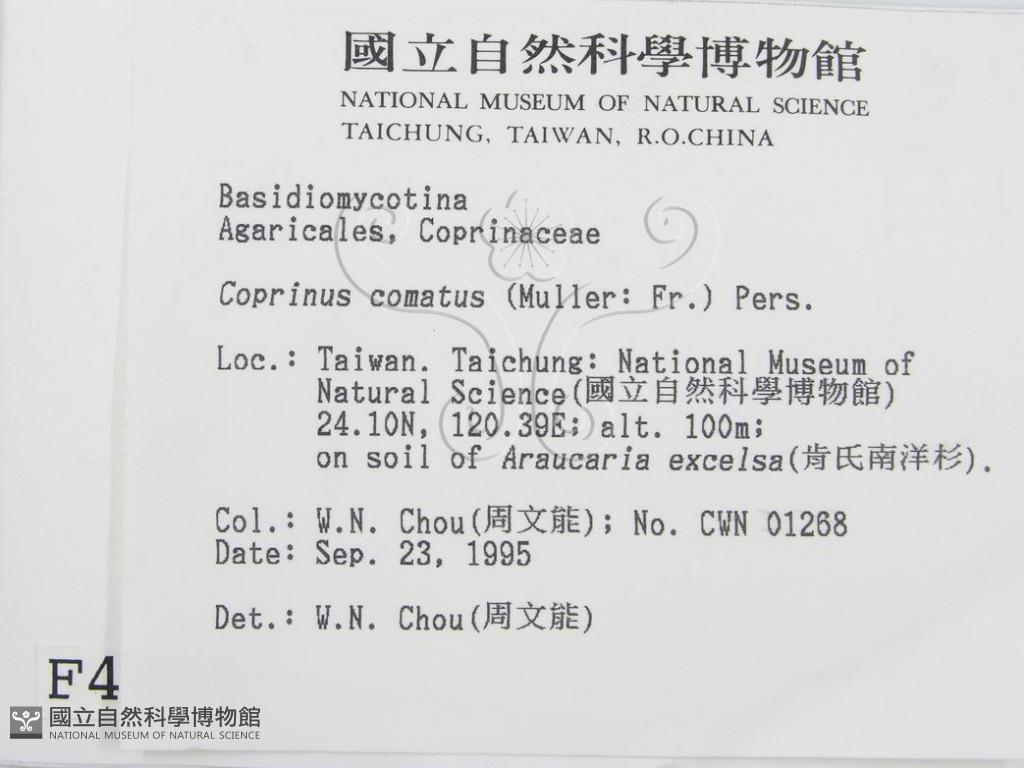 國立自然科學博物館
NATIONAL MUSEUM OF NATURAL SCIENCE
TAICHUNG, TAIWAN, R.O.CHINA
Basidiomycotina
Agaricales, Coprinaceae
Coprinus comatus (Muller: Fr.) Pers.
Loc.: Taiwan. Taichung: National Museum of
Natural Science(國立自然科學博物館)
24.10N, 120.39E; alt. 100m;
on soil of Araucaria excelsa(肯氏南洋杉).
Col.: W.N. Chou(周文能); No. CWN 01268
Date: Sep. 23, 1995
Det.: W.N. Chou(周文能)
F4
國立自然科學博物館
NATIONAL MUSEUM OF NATURAL SCIENCE